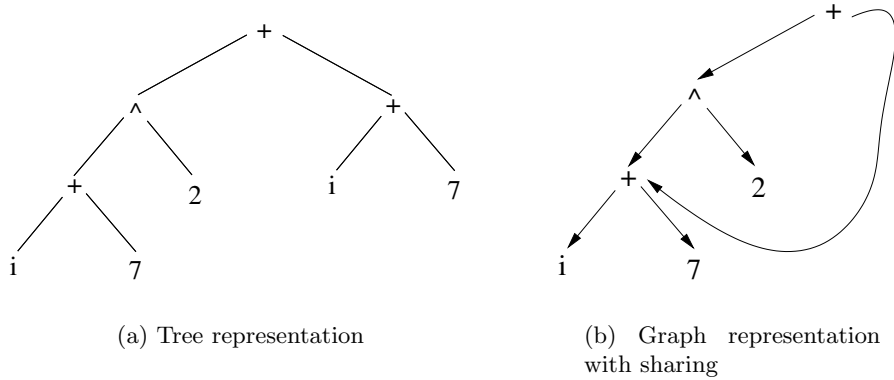 +
+
^
^
+
+
+
2
i
7
2
i
7
i
7
(a) Tree representation
(b) Graph representation
with sharing